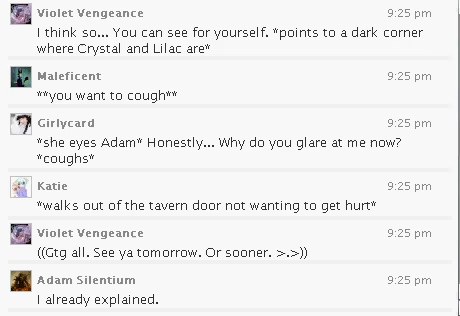 Violet Vengeance 9:25 pm
I think so... You can see for yourself. *points to a dark corner
where Crystal and Lilac are*
Maleficent 9:25 pm
**you want to cough**
Girlycard 9:25 pm
*she eyes Adam* Honestly... Why do you glare at me now?
*coughs*
Katie 9:25 pm
*walks out of the tavern door not wanting to get hurt*
Violet Vengeance 9:25 pm
((Gtg all. See ya tomorrow. Or sooner. >.>))
Adam Silentium 9:25 pm
I already explained.